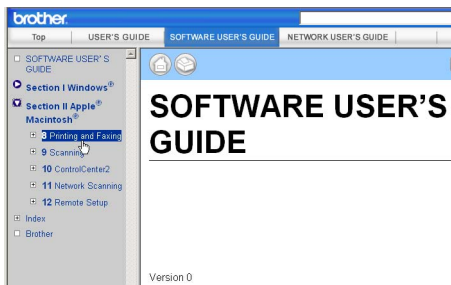 brother
Top USER'S GUIDE SOFTWARE USER'S GUIDE NETWORK USER'S GUIDE
SOFTWARE USER' S
GUIDE
Section I Windows®
Section II Apple®
Macintosh®
8 Printing and Faxing
9 Scanning
10 ControlCenter2
11 Network Scanning
12 Remote Setup
Index
Brother
SOFTWARE USER'S
GUIDE
Version 0